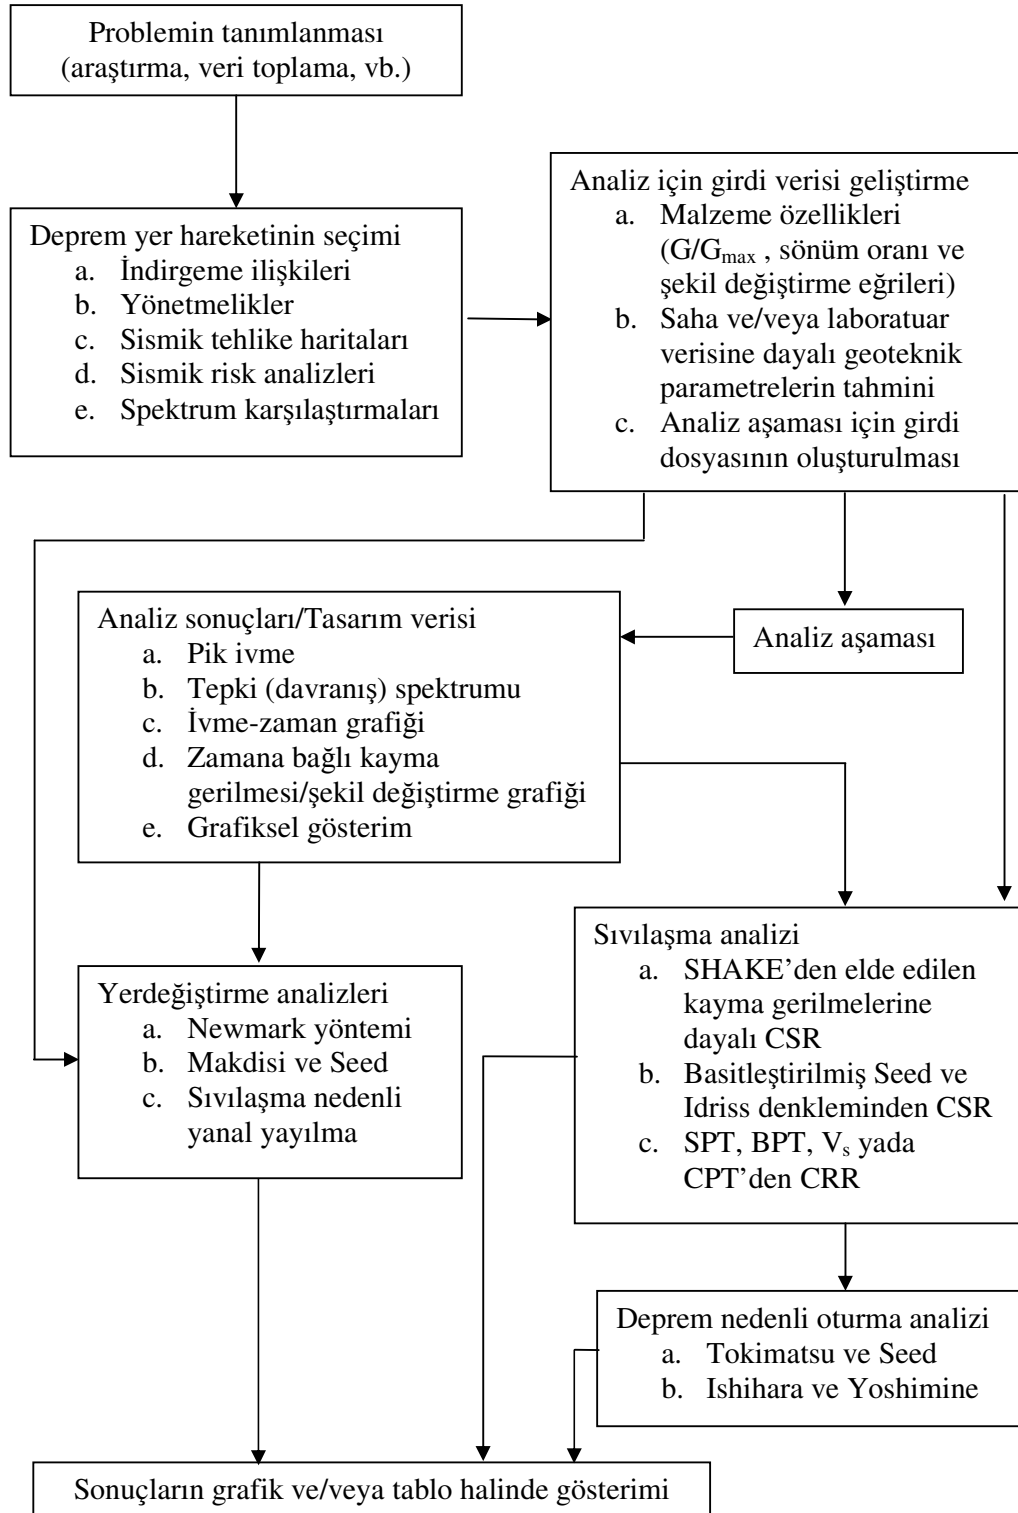 Problemin tanımlanması
(araştırma, veri toplama, vb.)
Deprem yer hareketinin seçimi
a. İndirgeme ilişkileri
b. Yönetmelikler
c. Sismik tehlike haritaları
d. Sismik risk analizleri
e. Spektrum karşılaştırmaları
Analiz için girdi verisi geliştirme
a. Malzeme özellikleri
(G/Gmax , sönüm oranı ve
şekil değiştirme eğrileri)
b. Saha ve/veya laboratuar
verisine dayalı geoteknik
parametrelerin tahmini
c. Analiz aşaması için girdi
dosyasının oluşturulması
Analiz aşaması
Analiz sonuçları/Tasarım verisi
a. Pik ivme
b. Tepki (davranış) spektrumu
c. İvme-zaman grafiği
d. Zamana bağlı kayma
gerilmesi/şekil değiştirme grafiği
e. Grafiksel gösterim
Yerdeğiştirme analizleri
a. Newmark yöntemi
b. Makdisi ve Seed
c. Sıvılaşma nedenli
yanal yayılma
Sıvılaşma analizi
a. SHAKE’den elde edilen
kayma gerilmelerine
dayalı CSR
b. Basitleştirilmiş Seed ve
Idriss denkleminden CSR
c. SPT, BPT, Vs yada
CPT’den CRR
Deprem nedenli oturma analizi
a. Tokimatsu ve Seed
b. Ishihara ve Yoshimine
Sonuçların grafik ve/veya tablo halinde gösterimi